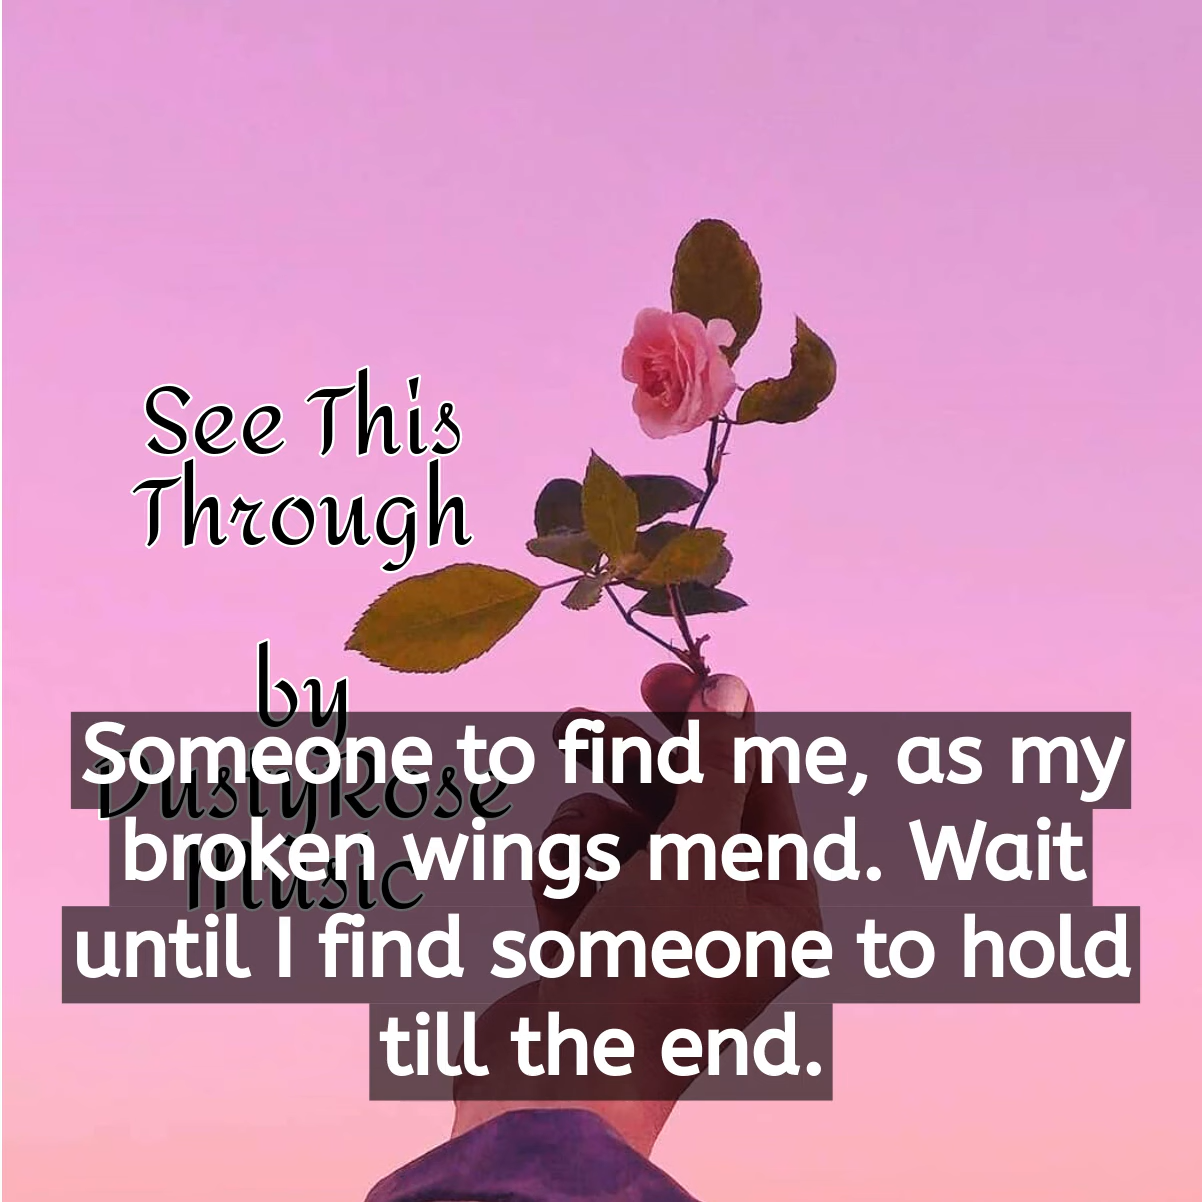 See This
Through
by
DustyRose
Music
Someone to find me, as my
broken wings mend. Wait
until I find someone to hold
till the end.